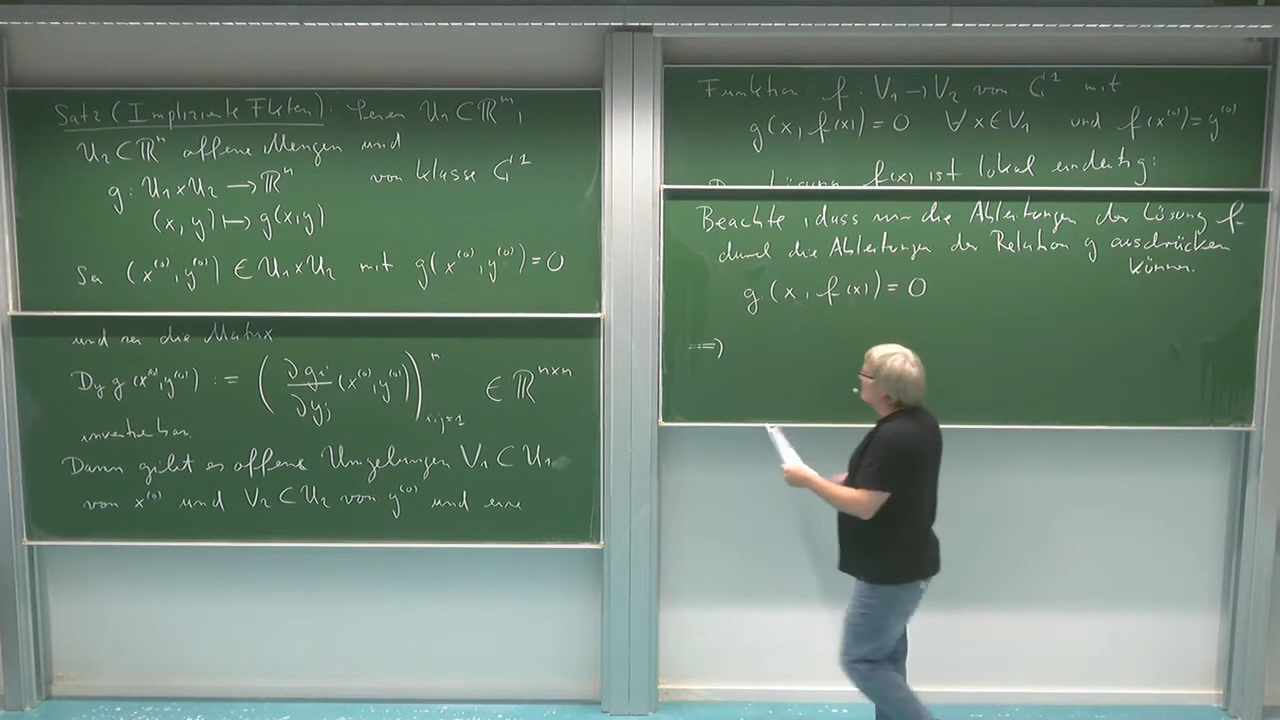 Satz (Implizite Fkten): Seien U₁ ⊂ ℝᵐ,
U₂ ⊂ ℝⁿ offene Mengen und
g: U₁ × U₂ → ℝⁿ von Klasse C¹
(x, y) ↦ g(x,y)
Sei (x⁽⁰⁾, y⁽⁰⁾) ∈ U₁ × U₂ mit g(x⁽⁰⁾, y⁽⁰⁾) = 0
und sei die Matrix
D_y g (x⁽⁰⁾, y⁽⁰⁾) := (∂g_i/∂y_j (x⁽⁰⁾, y⁽⁰⁾))ⁿ_{i,j=1} ∈ ℝⁿˣⁿ
invertierbar.
Dann gibt es offene Umgebungen V₁ ⊂ U₁
von x⁽⁰⁾ und V₂ ⊂ U₂ von y⁽⁰⁾ und eine
Funktion f: V₁ → V₂ von C¹ mit
g(x, f(x)) = 0 ∀ x ∈ V₁ und f(x⁽⁰⁾) = y⁽⁰⁾
Lösung f(x) ist lokal eindeutig:
Beachte, dass wir die Ableitungen der Lösung f
durch die Ableitungen der Relation g ausdrücken
können.
g(x, f(x)) = 0
⟹